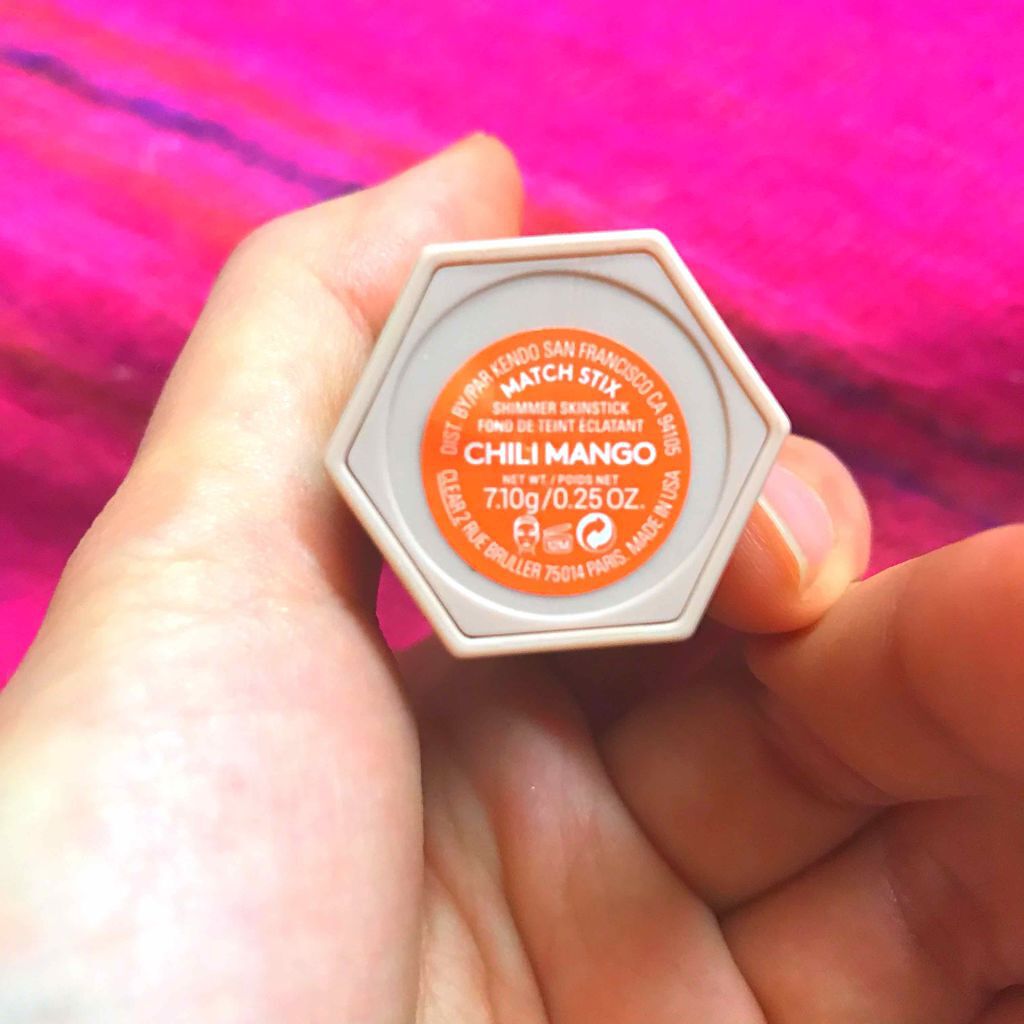 DIST. BY/PAR KENDO SAN FRANCISCO CA 94105
MATCH STIX
SHIMMER SKINSTICK
FOND DE TEINT ÉCLATANT
CHILI MANGO
NET WT. / POIDS NET
7.10g/0.25 OZ.
12M
CLEAR 2 RUE BRULLER 75014 PARIS. MADE IN USA